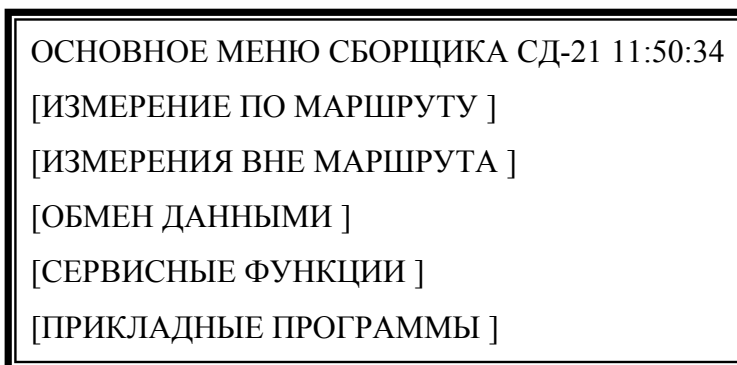 ОСНОВНОЕ МЕНЮ СБОРЩИКА СД-21 11:50:34
[ИЗМЕРЕНИЕ ПО МАРШРУТУ ]
[ИЗМЕРЕНИЯ ВНЕ МАРШРУТА ]
[ОБМЕН ДАННЫМИ ]
[СЕРВИСНЫЕ ФУНКЦИИ ]
[ПРИКЛАДНЫЕ ПРОГРАММЫ ]